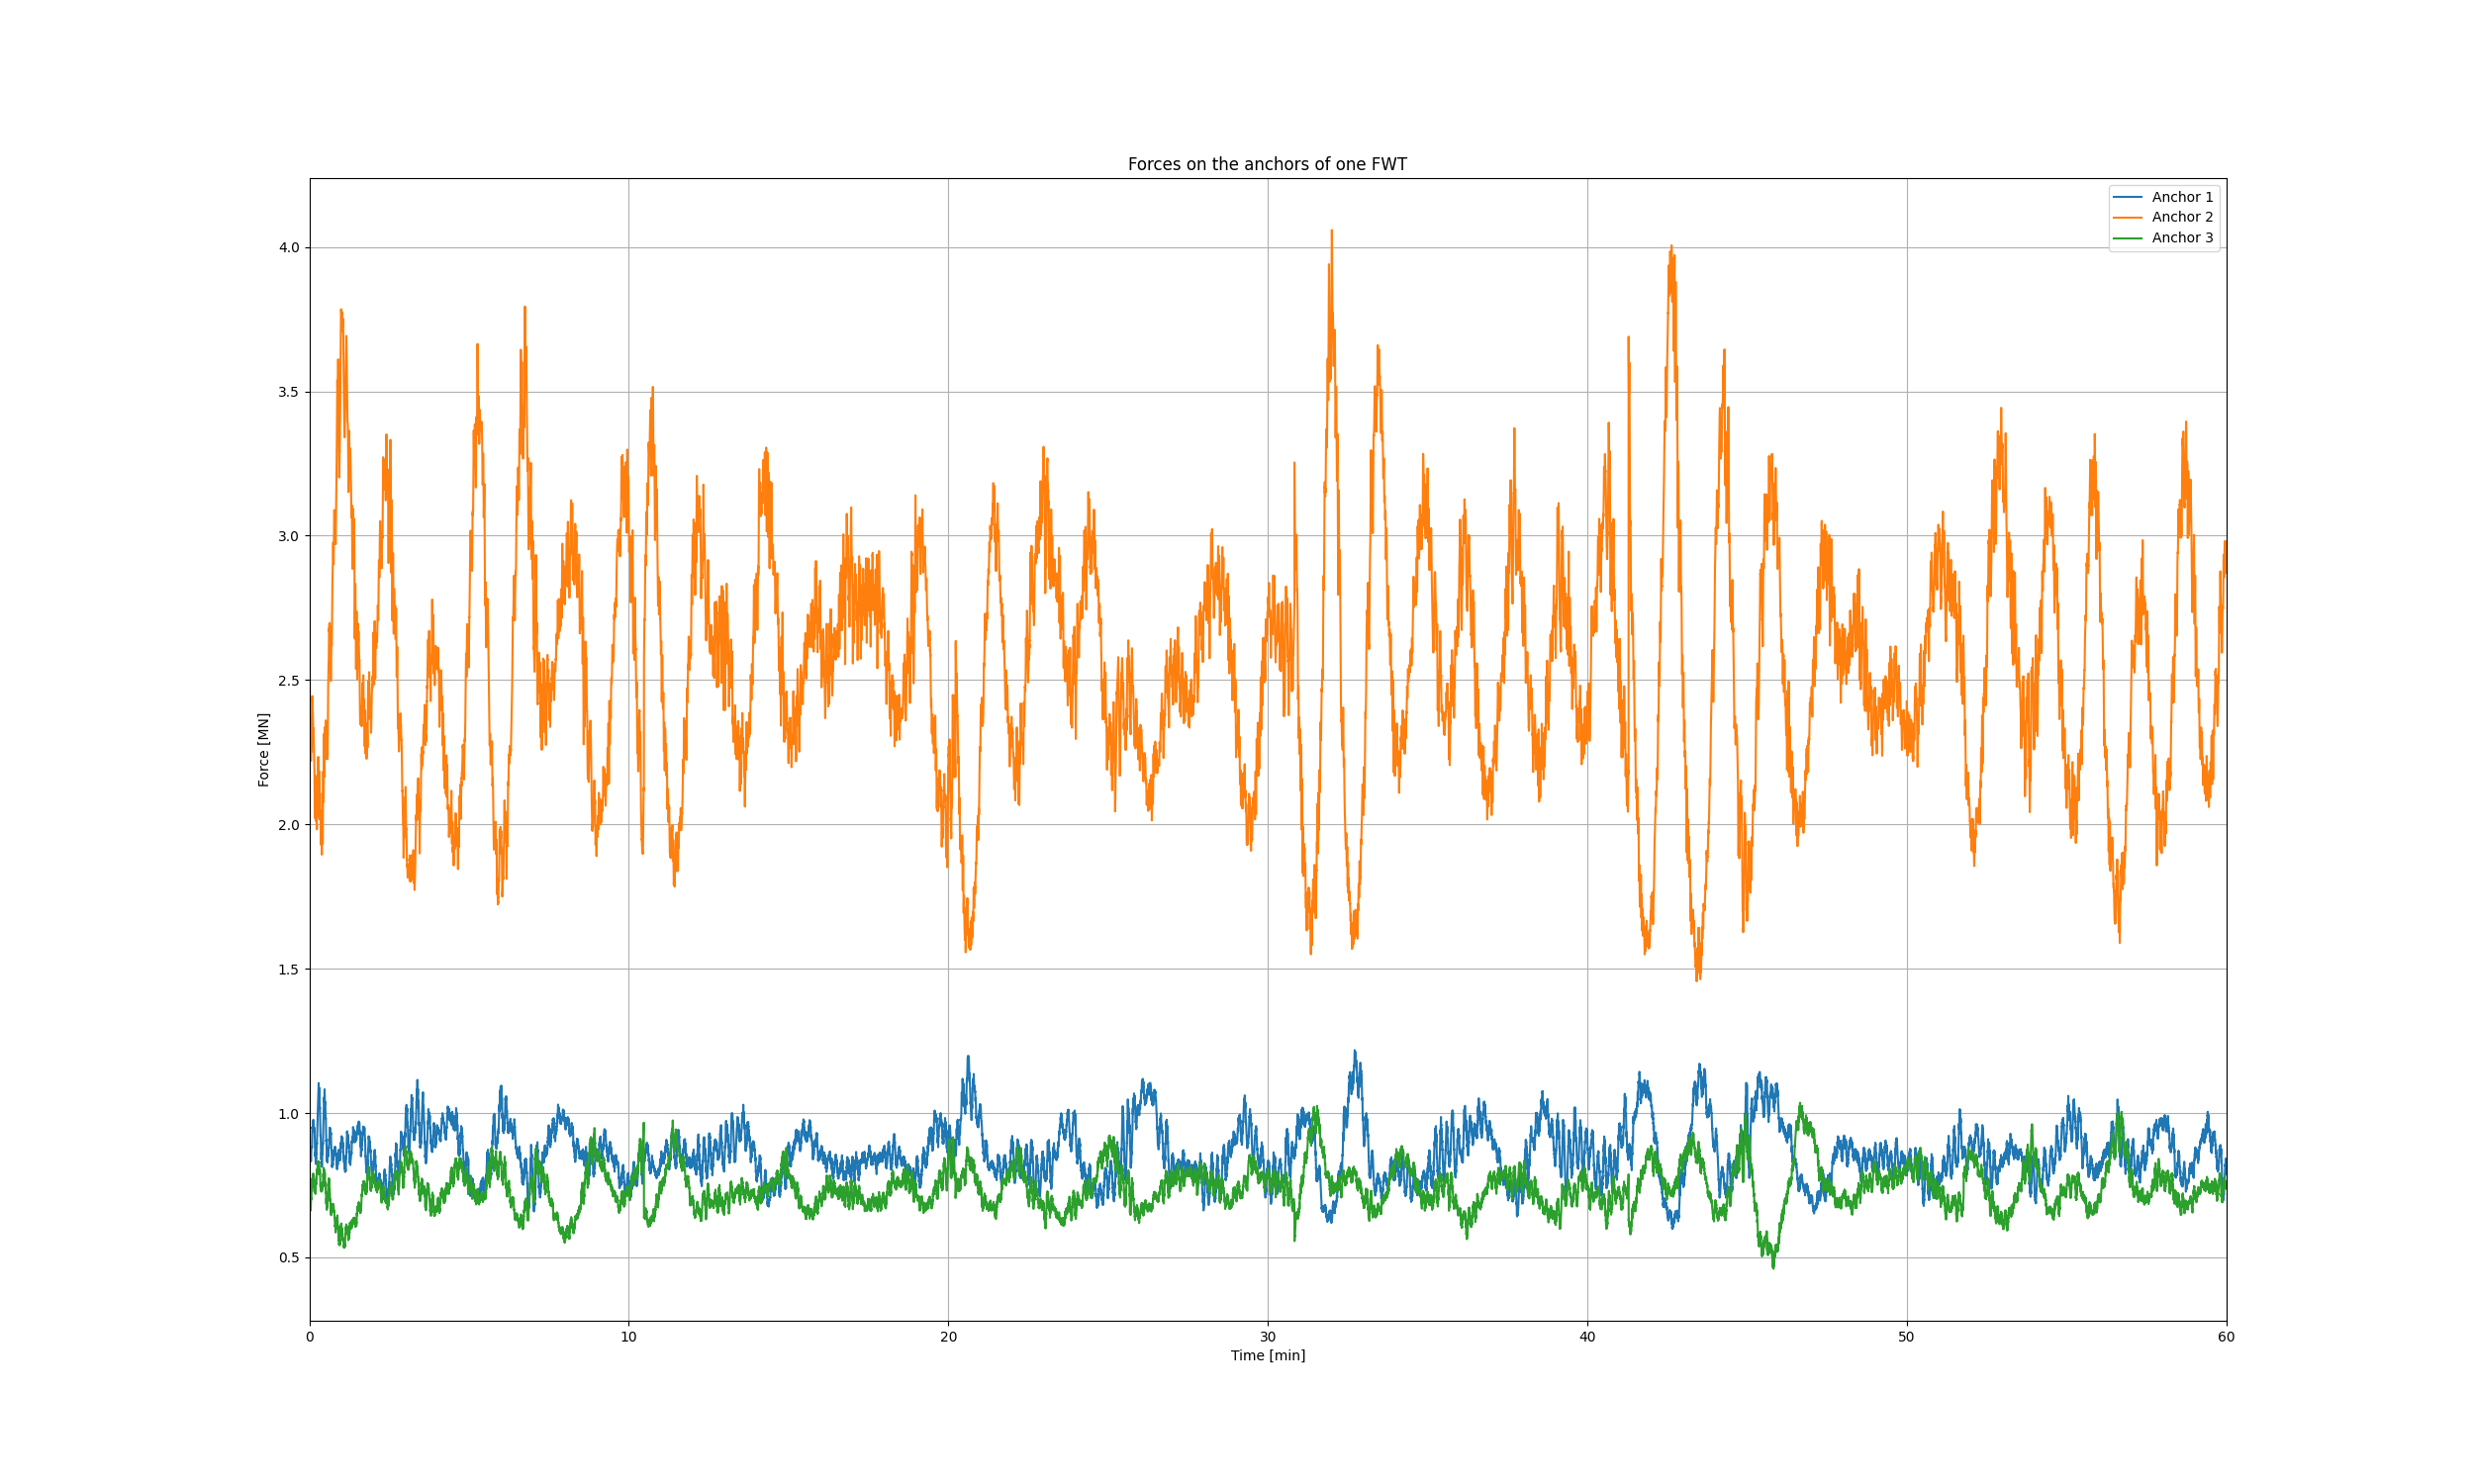 Forces on the anchors of one FWT
Anchor 1
Anchor 2
Anchor 3
Force [MN]
4.0
3.5
3.0
2.5
2.0
1.5
1.0
0.5
0 10 20 30 40 50 60
Time [min]